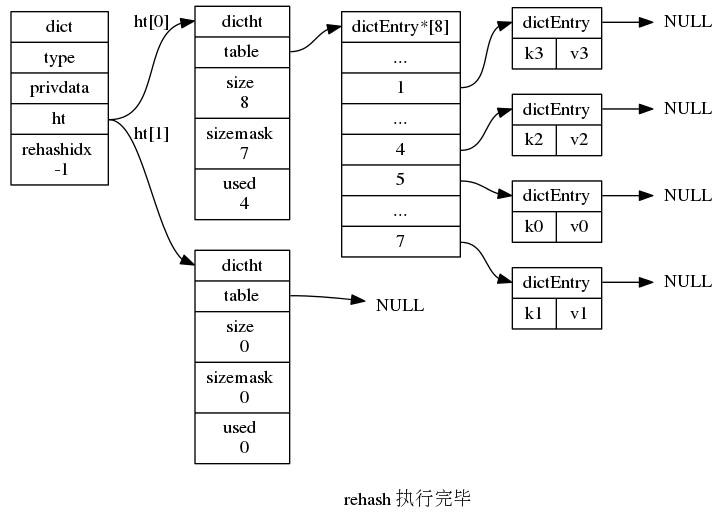 dict
type
privdata
ht
rehashidx
-1
ht[0]
ht[1]
dictht
table
size
8
sizemask
7
used
4
dictht
table
size
0
sizemask
0
used
0
dictEntry*[8]
...
1
...
4
5
...
7
NULL
dictEntry
k3 v3
NULL
dictEntry
k2 v2
NULL
dictEntry
k0 v0
NULL
dictEntry
k1 v1
NULL
rehash 执行完毕